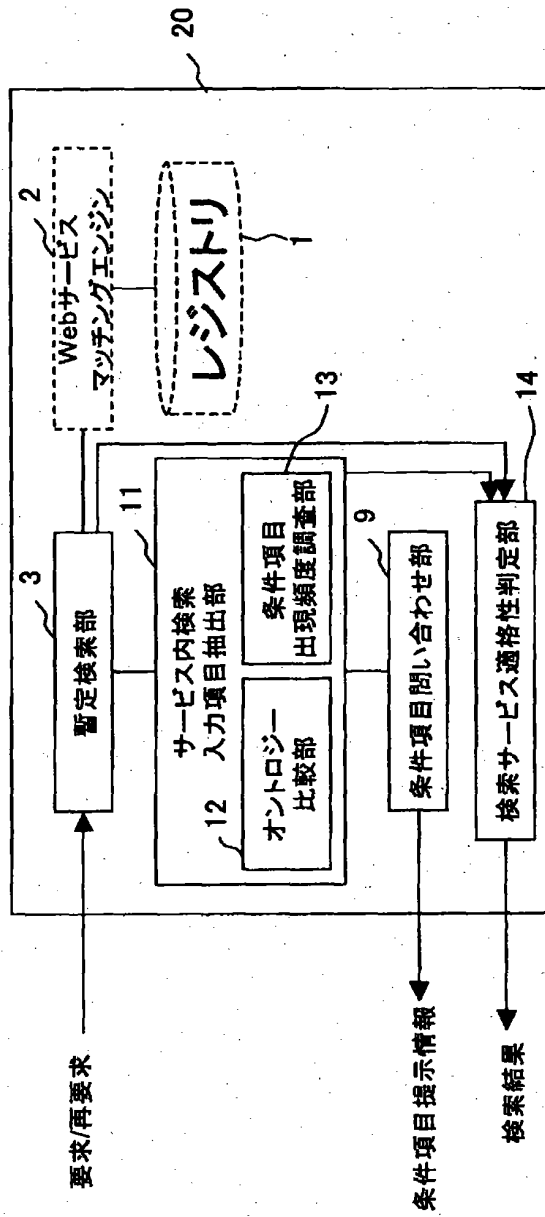 20
2
Webサービス
マッチングエンジン
レジストリ
1
3
暫定検索部
要求/再要求
11
サービス内検索
入力項目抽出部
12
オントロジー
比較部
13
条件項目
出現頻度調査部
9
条件項目問い合わせ部
条件項目提示情報
14
検索サービス適格性判定部
検索結果